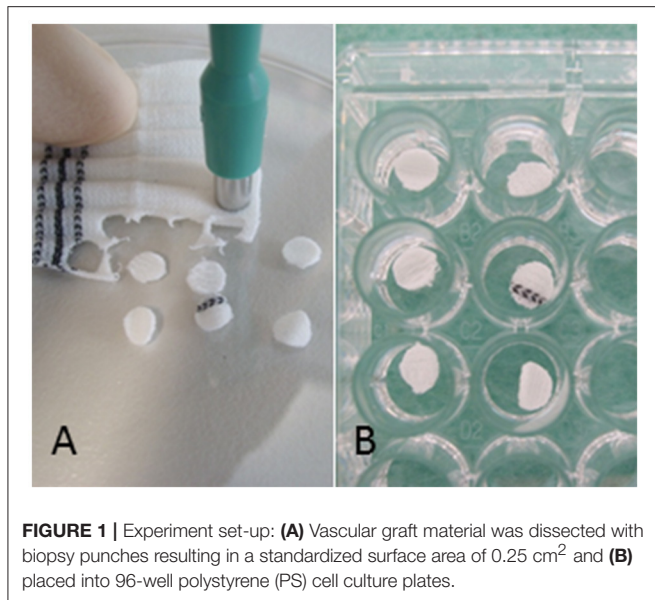 A
B
FIGURE 1 | Experiment set-up: (A) Vascular graft material was dissected with
biopsy punches resulting in a standardized surface area of 0.25 cm² and (B)
placed into 96-well polystyrene (PS) cell culture plates.